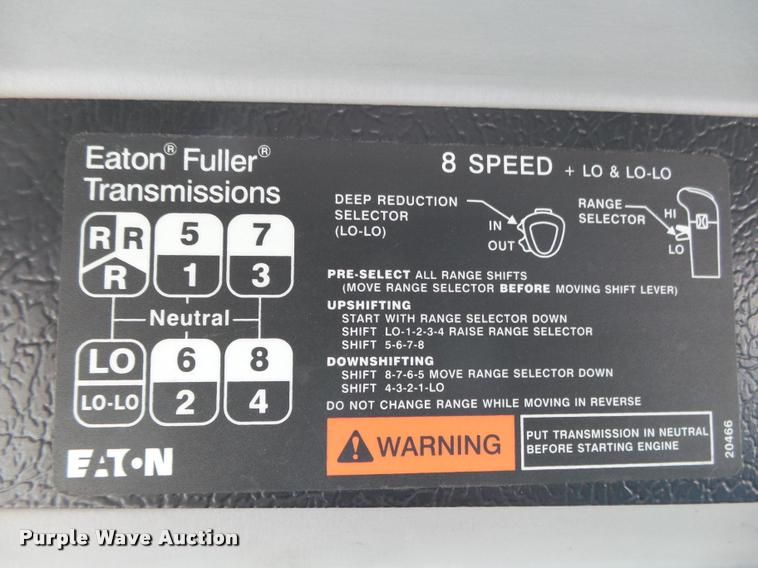 Eaton® Fuller®
Transmissions
8 SPEED + LO & LO-LO
R R 5 7
R 1 3
Neutral
LO 6 8
LO-LO 2 4
EATON
DEEP REDUCTION
SELECTOR
(LO-LO)
IN
OUT
RANGE
SELECTOR
HI
LO
PRE-SELECT ALL RANGE SHIFTS
(MOVE RANGE SELECTOR BEFORE MOVING SHIFT LEVER)
UPSHIFTING
START WITH RANGE SELECTOR DOWN
SHIFT LO-1-2-3-4 RAISE RANGE SELECTOR
SHIFT 5-6-7-8
DOWNSHIFTING
SHIFT 8-7-6-5 MOVE RANGE SELECTOR DOWN
SHIFT 4-3-2-1-LO
DO NOT CHANGE RANGE WHILE MOVING IN REVERSE
WARNING
PUT TRANSMISSION IN NEUTRAL
BEFORE STARTING ENGINE
20466
Purple Wave Auction